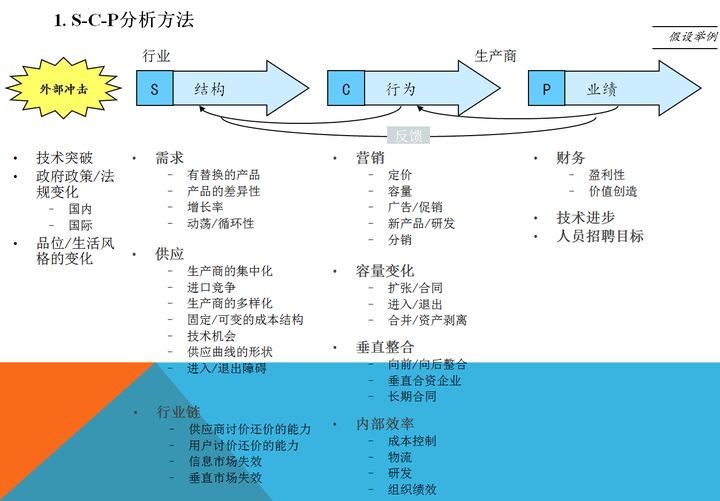 1. S-C-P分析方法
假设举例
行业
生产商
外部冲击
S 结构
C 行为
P 业绩
反馈
• 技术突破
• 政府政策/法
规变化
– 国内
– 国际
• 品位/生活风
格的变化
• 需求
– 有替换的产品
– 产品的差异性
– 增长率
– 动荡/循环性
• 供应
– 生产商的集中化
– 进口竞争
– 生产商的多样化
– 固定/可变的成本结构
– 技术机会
– 供应曲线的形状
– 进入/退出障碍
• 行业链
– 供应商讨价还价的能力
– 用户讨价还价的能力
– 信息市场失效
– 垂直市场失效
• 营销
– 定价
– 容量
– 广告/促销
– 新产品/研发
– 分销
• 容量变化
– 扩张/合同
– 进入/退出
– 合并/资产剥离
• 垂直整合
– 向前/向后整合
– 垂直合资企业
– 长期合同
• 内部效率
– 成本控制
– 物流
– 研发
– 组织绩效
• 财务
– 盈利性
– 价值创造
• 技术进步
• 人员招聘目标